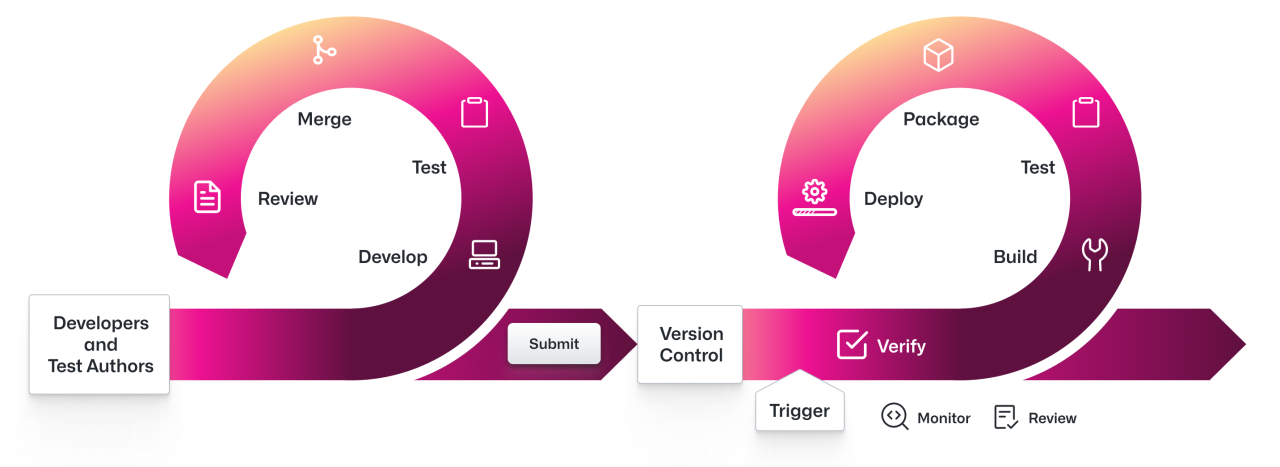 Merge
Test
Review
Develop
Developers
and
Test Authors
Submit
Package
Test
Deploy
Build
Version
Control
Verify
Trigger
Monitor
Review